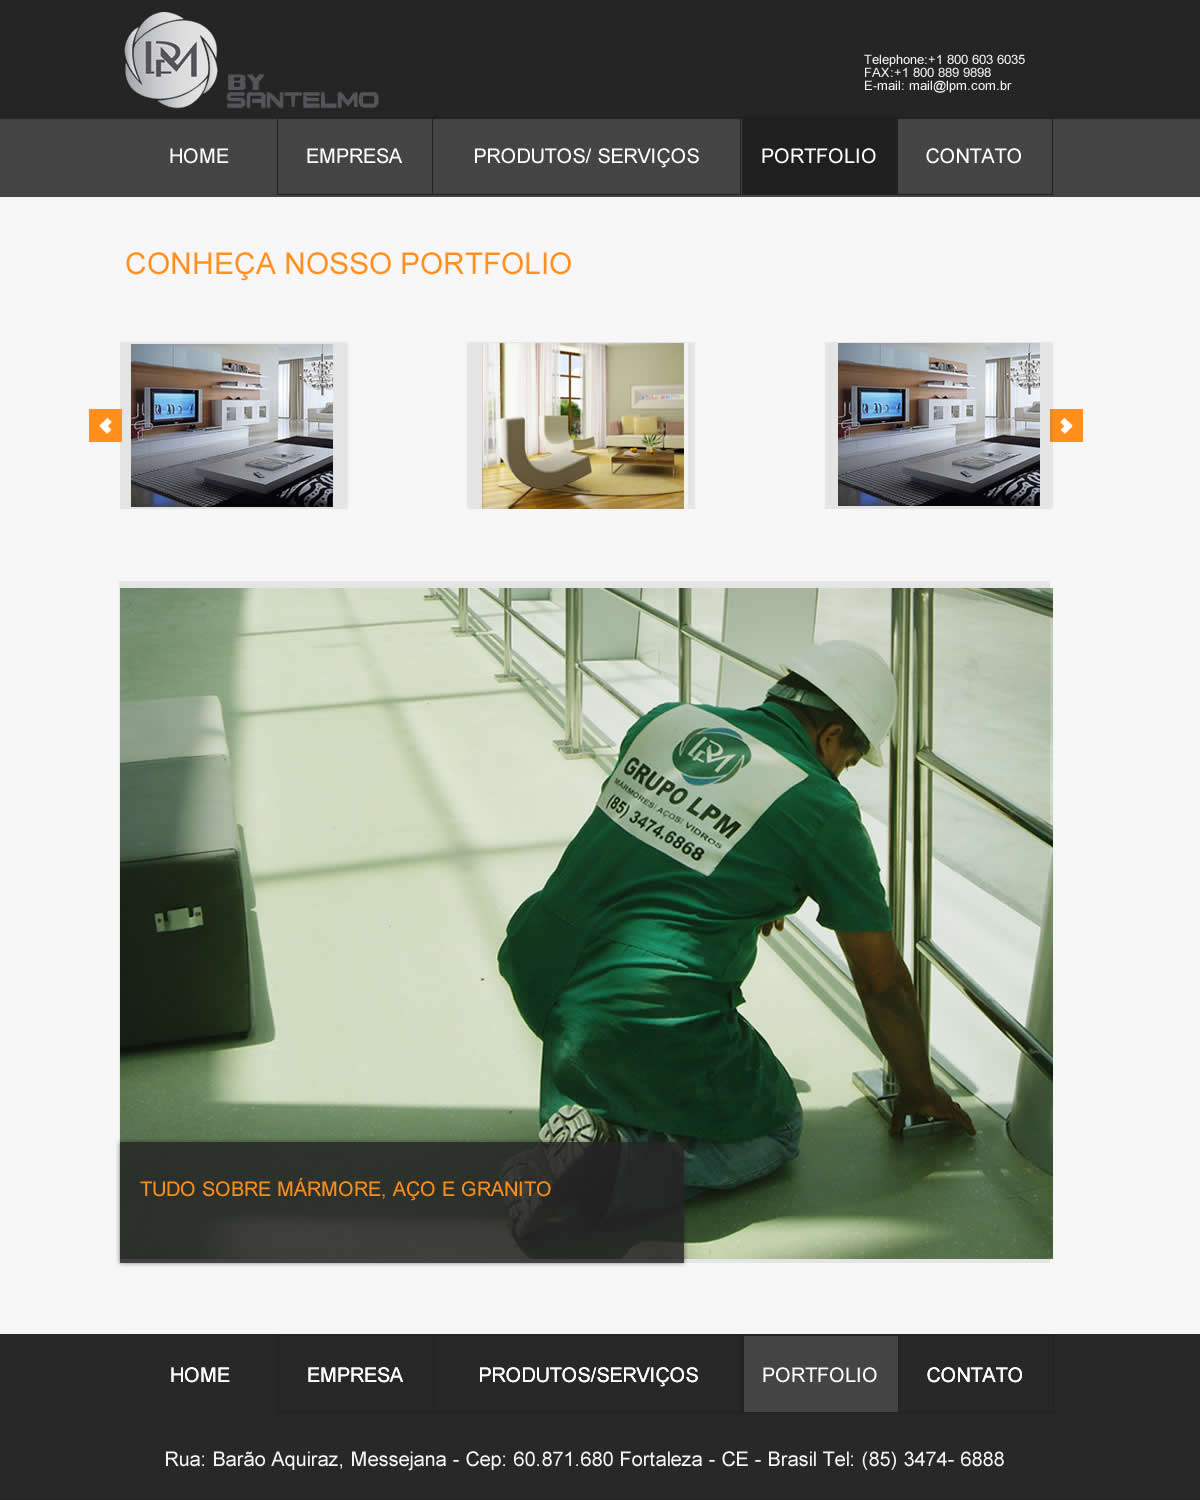 LPM
BY
SANTELMO
Telephone:+1 800 603 6035
FAX:+1 800 889 9898
E-mail: mail@lpm.com.br
HOME EMPRESA PRODUTOS/ SERVIÇOS PORTFOLIO CONTATO
CONHEÇA NOSSO PORTFOLIO
LPM
GRUPO LPM
MÁRMORES/ AÇOS/ VIDROS
(85) 3474.6868
TUDO SOBRE MÁRMORE, AÇO E GRANITO
HOME EMPRESA PRODUTOS/SERVIÇOS PORTFOLIO CONTATO
Rua: Barão Aquiraz, Messejana - Cep: 60.871.680 Fortaleza - CE - Brasil Tel: (85) 3474- 6888